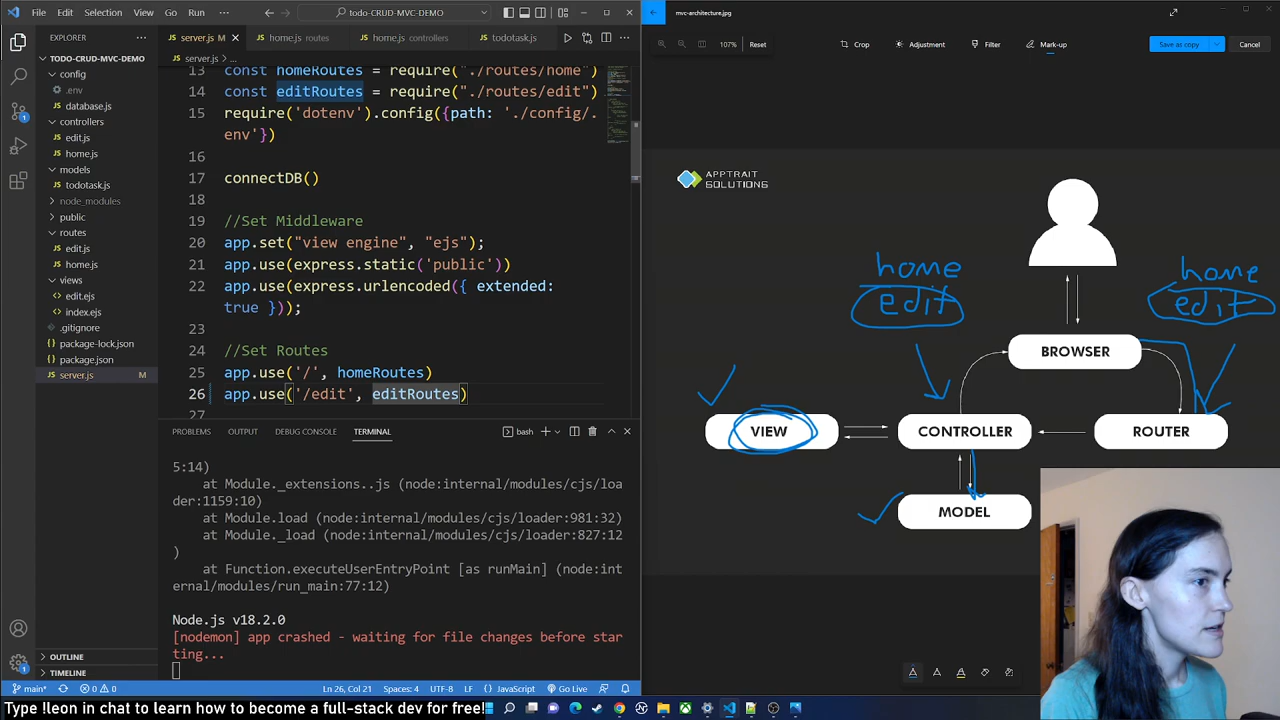 File
Edit
Selection
View
Go
Run
todo-CRUD-MVC-DEMO
mvc-architecture.jpg
EXPLORER
server.js
home.js routes
home.js controllers
todotask.js
107%
Reset
Crop
Adjustment
Filter
Mark-up
Save as copy
Cancel
TODO-CRUD-MVC-DEMO
config
.env
database.js
controllers
edit.js
home.js
models
todotask.js
node_modules
public
routes
edit.js
home.js
views
edit.ejs
index.ejs
.gitignore
package-lock.json
package.json
server.js M
OUTLINE
TIMELINE
server.js > ...
13 const homeRoutes = require("./routes/home")
14 const editRoutes = require("./routes/edit")
15 require('dotenv').config({path: './config/.
env'})
16
17 connectDB()
18
19 //Set Middleware
20 app.set("view engine", "ejs");
21 app.use(express.static('public'))
22 app.use(express.urlencoded({ extended:
true }));
23
24 //Set Routes
25 app.use('/', homeRoutes)
26 app.use('/edit', editRoutes)
27
PROBLEMS
OUTPUT
DEBUG CONSOLE
TERMINAL
bash
5:14)
at Module._extensions..js (node:internal/modules/cjs/loa
der:1159:10)
at Module.load (node:internal/modules/cjs/loader:981:32)
at Module._load (node:internal/modules/cjs/loader:827:12
)
at Function.executeUserEntryPoint [as runMain] (node:int
ernal/modules/run_main:77:12)
Node.js v18.2.0
[nodemon] app crashed - waiting for file changes before star
ting...
APPTRAIT
SOLUTIONS
home
edit
home
edit
BROWSER
VIEW
CONTROLLER
ROUTER
MODEL
main*
0
0
Ln 26, Col 21
Spaces: 4
UTF-8
LF
JavaScript
Go Live
Type !leon in chat to learn how to become a full-stack dev for free!